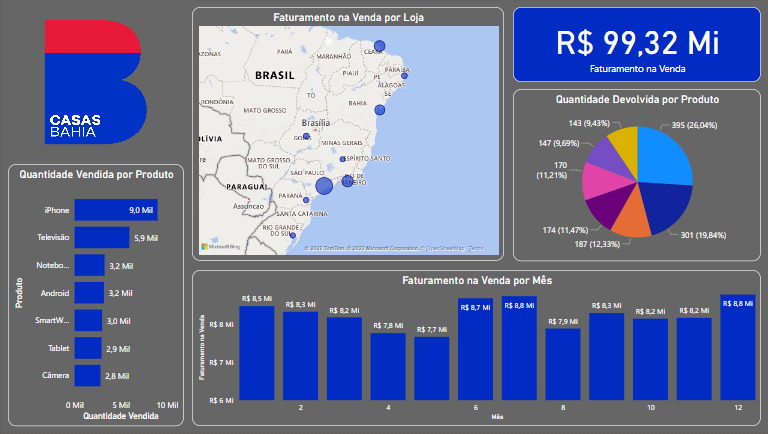 CASAS
BAHIA
Quantidade Vendida por Produto
Produto
iPhone
9,0 Mil
Televisão
5,9 Mil
Notebo...
3,2 Mil
Android
3,2 Mil
SmartW...
3,0 Mil
Tablet
2,9 Mil
Câmera
2,8 Mil
0 Mil 5 Mil 10 Mil
Quantidade Vendida
Faturamento na Venda por Loja
AZONAS
PARÁ
MARANHÃO
CEARÁ
PARAÍBA
PIAUÍ
PE
BRASIL
TO
ALAGOAS
SE
RONDÔNIA
MATO GROSSO
BAHIA
Brasília
GOIÁS
LÍVIA
MINAS GERAIS
MATO GROSSO
DO SUL
ESPÍRITO SANTO
SÃO PAULO
RIO DE
JANEIRO
PARAGUAI
PARANÁ
Assunção
SANTA CATARINA
RIO GRANDE
DO SUL
Microsoft Bing
© 2022 TomTom, © 2022 Microsoft Corporation, © OpenStreetMap Terms
R$ 99,32 Mi
Faturamento na Venda
Quantidade Devolvida por Produto
143 (9,43%)
395 (26,04%)
147 (9,69%)
170
(11,21%)
174 (11,47%)
187 (12,33%)
301 (19,84%)
Faturamento na Venda por Mês
Faturamento na Venda
R$ 8 Mi
R$ 7 Mi
R$ 6 Mi
R$ 8,5 Mi
R$ 8,3 Mi
R$ 8,2 Mi
R$ 7,8 Mi
R$ 7,7 Mi
R$ 8,7 Mi
R$ 8,8 Mi
R$ 7,9 Mi
R$ 8,3 Mi
R$ 8,2 Mi
R$ 8,2 Mi
R$ 8,8 Mi
2 4 6 8 10 12
Mês